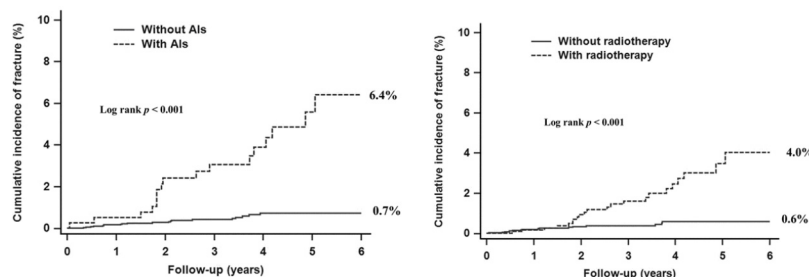 Without AIs
With AIs
Log rank p < 0.001
6.4%
0.7%
Cumulative incidence of fracture (%)
10
8
6
4
2
0
0 1 2 3 4 5 6
Follow-up (years)
Without radiotherapy
With radiotherapy
Log rank p < 0.001
4.0%
0.6%
Cumulative incidence of fracture (%)
10
8
6
4
2
0
0 1 2 3 4 5 6
Follow-up (years)